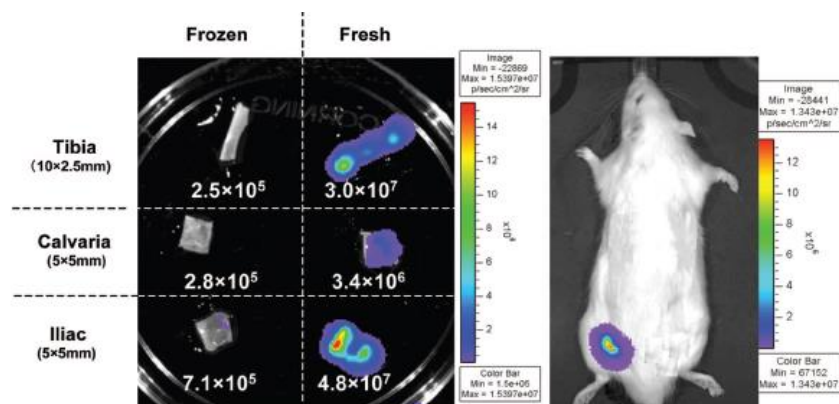 Frozen Fresh
Tibia
(10×2.5mm)
2.5×10⁵ 3.0×10⁷
Calvaria
(5×5mm)
2.8×10⁵ 3.4×10⁶
Iliac
(5×5mm)
7.1×10⁵ 4.8×10⁷
CORNING
Image
Min = -22869
Max = 1.5397e+07
p/sec/cm^2/sr
14
12
10
8
6
4
2
x10⁶
Color Bar
Min = 1.5e+06
Max = 1.5397e+07
Image
Min = -28441
Max = 1.343e+07
p/sec/cm^2/sr
12
10
8
6
4
2
x10⁶
Color Bar
Min = 67152
Max = 1.343e+07